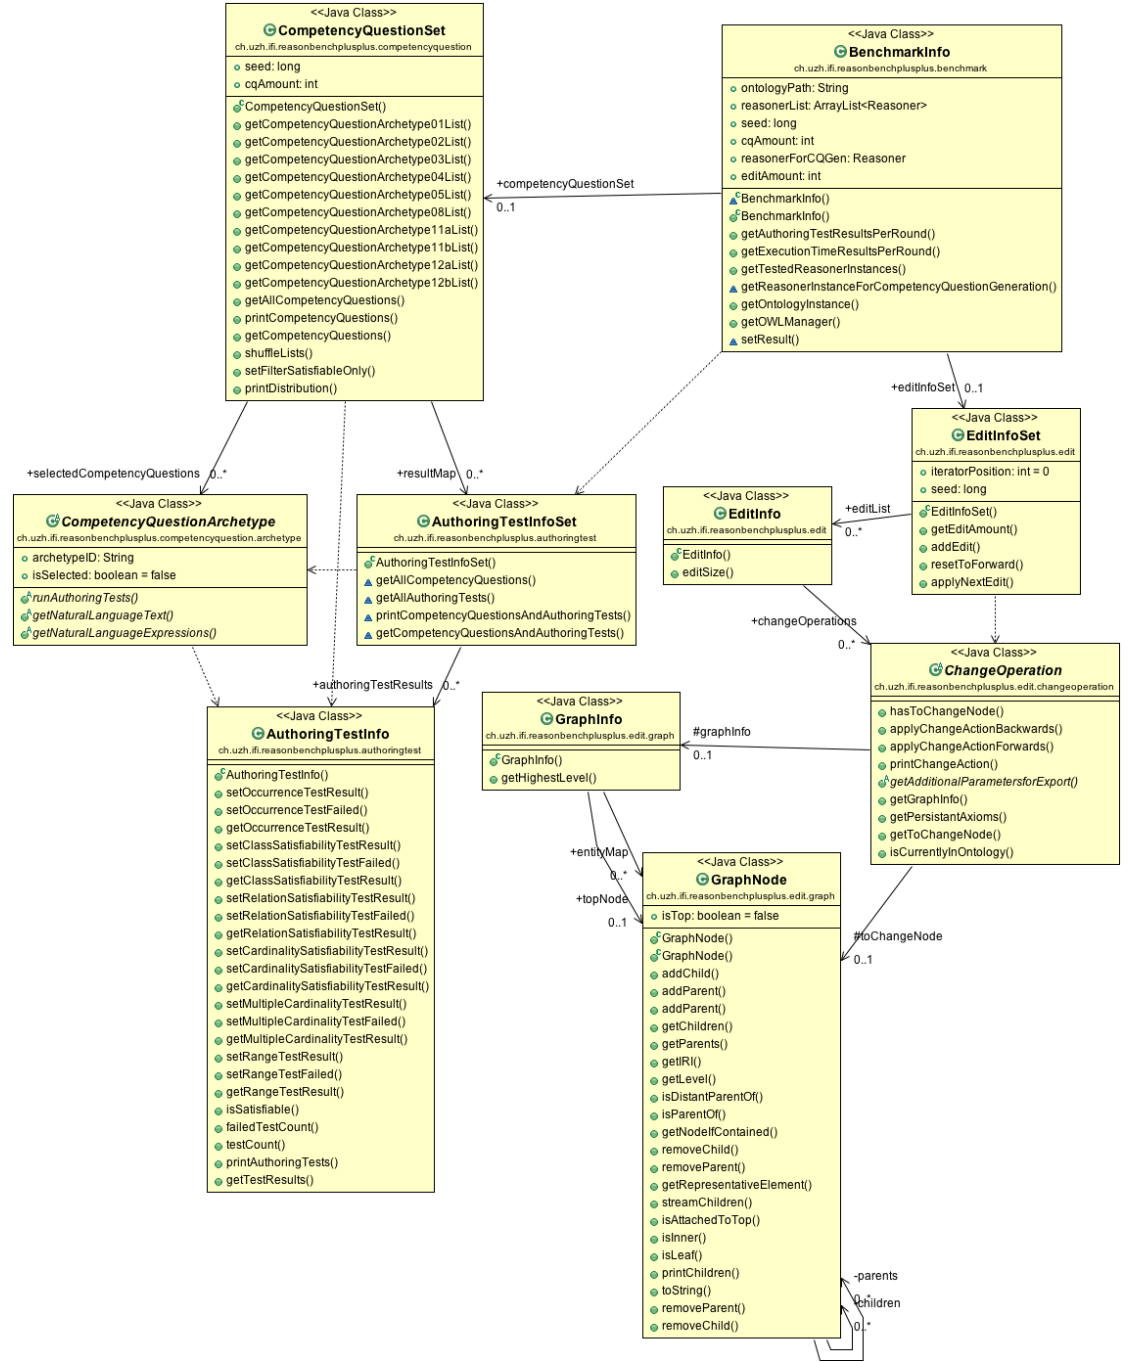 <<Java Class>>
CompetencyQuestionSet
ch.uzh.ifi.reasonbenchplusplus.competencyquestion
seed: long
cqAmount: int
CompetencyQuestionSet()
getCompetencyQuestionArchetype01List()
getCompetencyQuestionArchetype02List()
getCompetencyQuestionArchetype03List()
getCompetencyQuestionArchetype04List()
getCompetencyQuestionArchetype05List()
getCompetencyQuestionArchetype08List()
getCompetencyQuestionArchetype11aList()
getCompetencyQuestionArchetype11bList()
getCompetencyQuestionArchetype12aList()
getCompetencyQuestionArchetype12bList()
getAllCompetencyQuestions()
printCompetencyQuestions()
getCompetencyQuestions()
shuffleLists()
setFilterSatisfiableOnly()
printDistribution()
<<Java Class>>
BenchmarkInfo
ch.uzh.ifi.reasonbenchplusplus.benchmark
ontologyPath: String
reasonerList: ArrayList<Reasoner>
seed: long
cqAmount: int
reasonerForCQGen: Reasoner
editAmount: int
BenchmarkInfo()
BenchmarkInfo()
getAuthoringTestResultsPerRound()
getExecutionTimeResultsPerRound()
getTestedReasonerInstances()
getReasonerInstanceForCompetencyQuestionGeneration()
getOntologyInstance()
getOWLManager()
setResult()
+competencyQuestionSet
0..1
+editInfoSet
0..1
<<Java Class>>
EditInfoSet
ch.uzh.ifi.reasonbenchplusplus.edit
iteratorPosition: int = 0
seed: long
EditInfoSet()
getEditAmount()
addEdit()
resetToForward()
applyNextEdit()
+selectedCompetencyQuestions
0..*
+resultMap
0..*
<<Java Class>>
CompetencyQuestionArchetype
ch.uzh.ifi.reasonbenchplusplus.competencyquestion.archetype
archetypeID: String
isSelected: boolean = false
runAuthoringTests()
getNaturalLanguageText()
getNaturalLanguageExpressions()
<<Java Class>>
AuthoringTestInfoSet
ch.uzh.ifi.reasonbenchplusplus.authoringtest
AuthoringTestInfoSet()
getAllCompetencyQuestions()
getAllAuthoringTests()
printCompetencyQuestionsAndAuthoringTests()
getCompetencyQuestionsAndAuthoringTests()
<<Java Class>>
EditInfo
ch.uzh.ifi.reasonbenchplusplus.edit
EditInfo()
editSize()
+editList
0..*
+changeOperations
0..*
<<Java Class>>
ChangeOperation
ch.uzh.ifi.reasonbenchplusplus.edit.changeoperation
hasToChangeNode()
applyChangeActionBackwards()
applyChangeActionForwards()
printChangeAction()
getAdditionalParametersforExport()
getGraphInfo()
getPersistantAxioms()
getToChangeNode()
isCurrentlyInOntology()
+authoringTestResults
0..*
<<Java Class>>
AuthoringTestInfo
ch.uzh.ifi.reasonbenchplusplus.authoringtest
AuthoringTestInfo()
setOccurrenceTestResult()
setOccurrenceTestFailed()
getOccurrenceTestResult()
setClassSatisfiabilityTestResult()
setClassSatisfiabilityTestFailed()
getClassSatisfiabilityTestResult()
setRelationSatisfiabilityTestResult()
setRelationSatisfiabilityTestFailed()
getRelationSatisfiabilityTestResult()
setCardinalitySatisfiabilityTestResult()
setCardinalitySatisfiabilityTestFailed()
getCardinalitySatisfiabilityTestResult()
setMultipleCardinalityTestResult()
setMultipleCardinalityTestFailed()
getMultipleCardinalityTestResult()
setRangeTestResult()
setRangeTestFailed()
getRangeTestResult()
isSatisfiable()
failedTestCount()
testCount()
printAuthoringTests()
getTestResults()
<<Java Class>>
GraphInfo
ch.uzh.ifi.reasonbenchplusplus.edit.graph
GraphInfo()
getHighestLevel()
#graphInfo
0..1
+entityMap
0..*
+topNode
0..1
#toChangeNode
0..1
<<Java Class>>
GraphNode
ch.uzh.ifi.reasonbenchplusplus.edit.graph
isTop: boolean = false
GraphNode()
GraphNode()
addChild()
addParent()
addParent()
getChildren()
getParents()
getIRI()
getLevel()
isDistantParentOf()
isParentOf()
getNodeIfContained()
removeChild()
removeParent()
getRepresentativeElement()
streamChildren()
isAttachedToTop()
isInner()
isLeaf()
printChildren()
toString()
removeParent()
removeChild()
-parents
0..*
-children
0..*